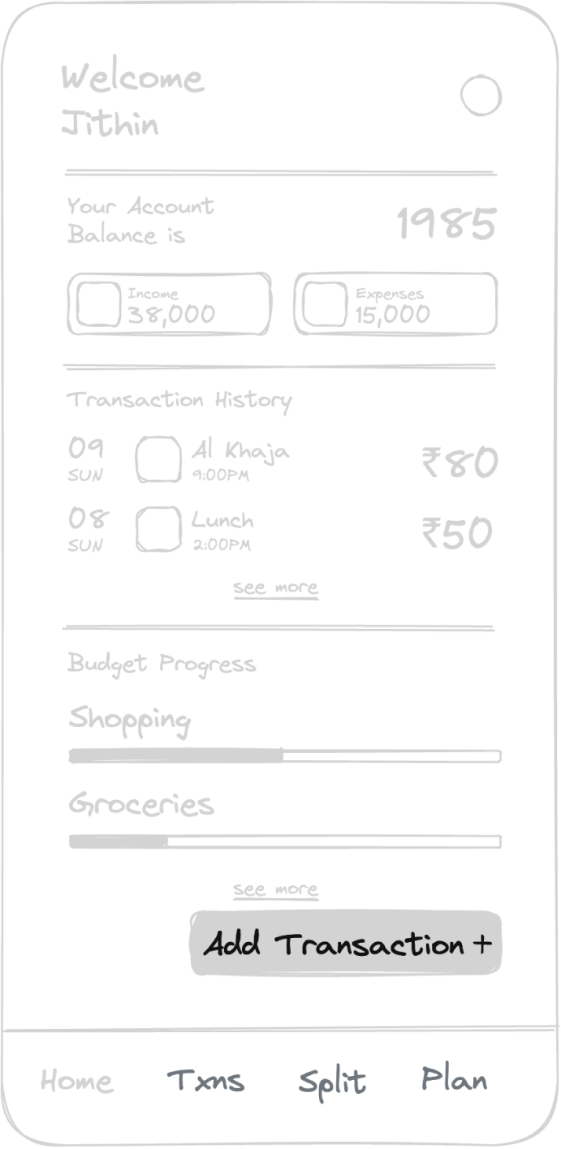 Welcome
Jithin
Your Account
Balance is
1985
Income
38,000
Expenses
15,000
Transaction History
09
SUN
Al Khaja
9:00PM
₹80
08
SUN
Lunch
2:00PM
₹50
see more
Budget Progress
Shopping
Groceries
see more
Add Transaction +
Home Txns Split Plan